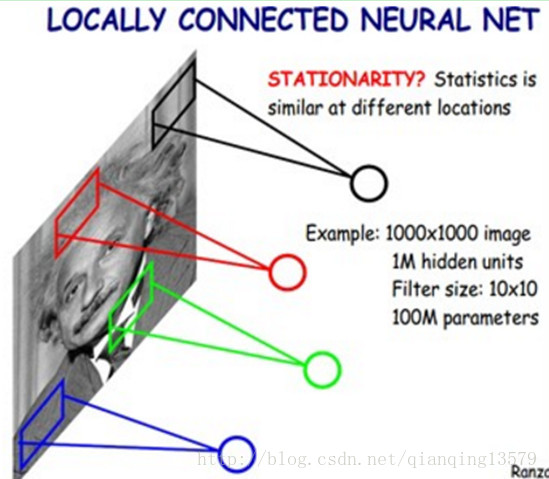 LOCALLY CONNECTED NEURAL NET
STATIONARITY? Statistics is
similar at different locations
Example: 1000x1000 image
1M hidden units
Filter size: 10x10
100M parameters
http://blog.csdn.net/qianqing13579